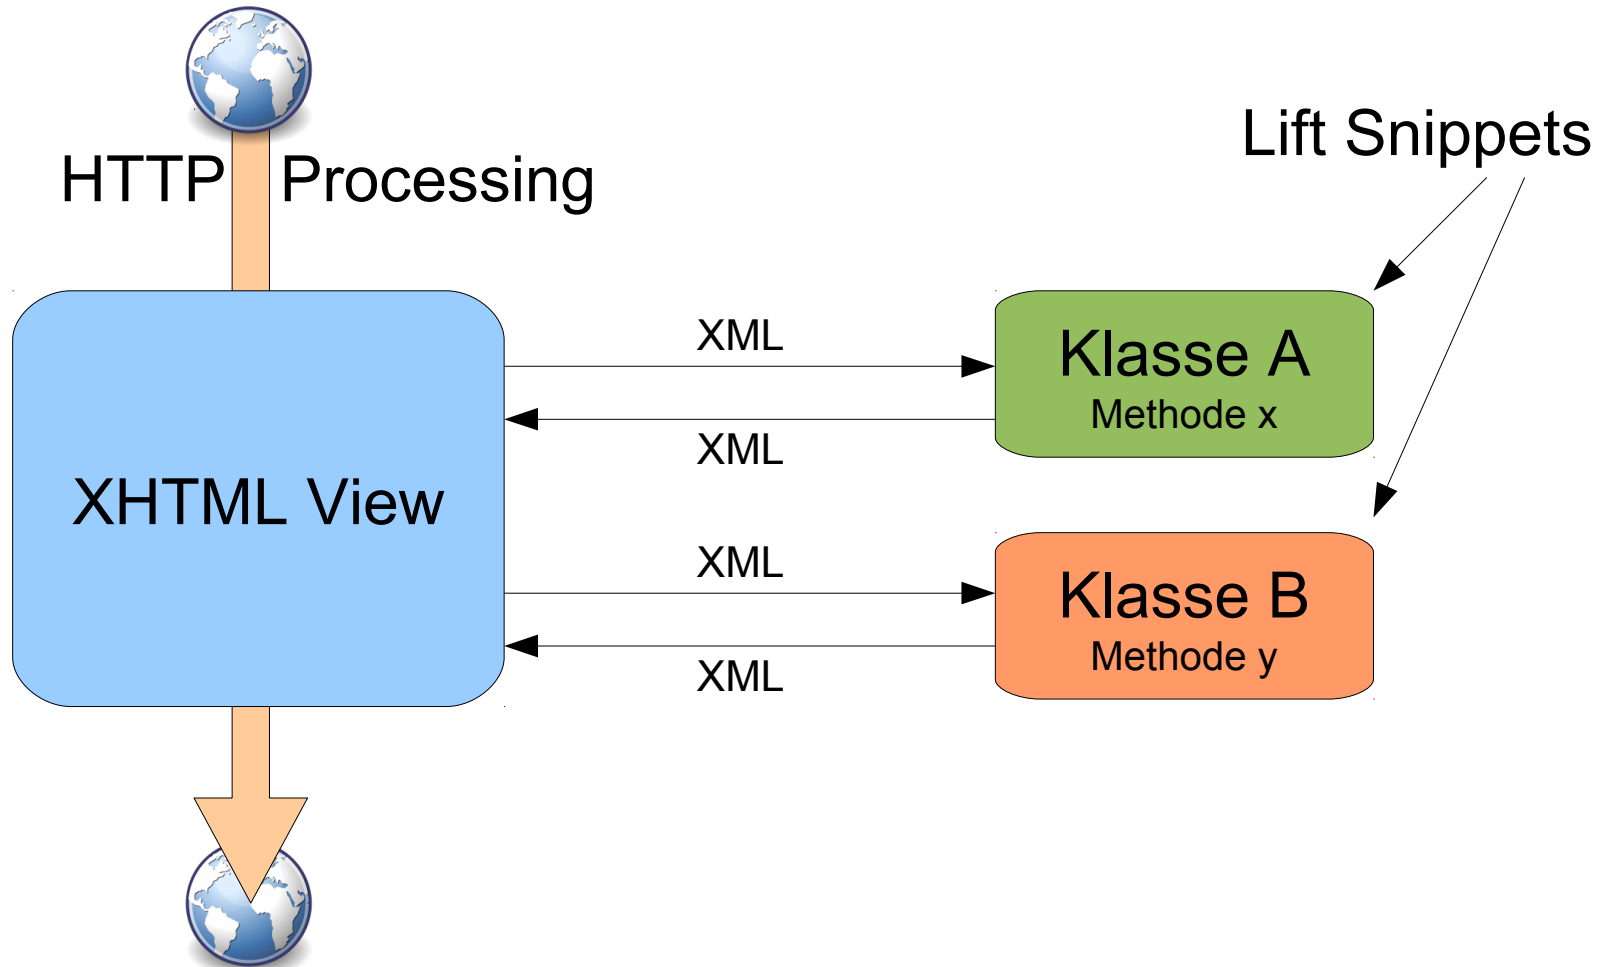 Lift Snippets
HTTP Processing
XML
Klasse A
Methode x
XML
XHTML View
XML
Klasse B
Methode y
XML